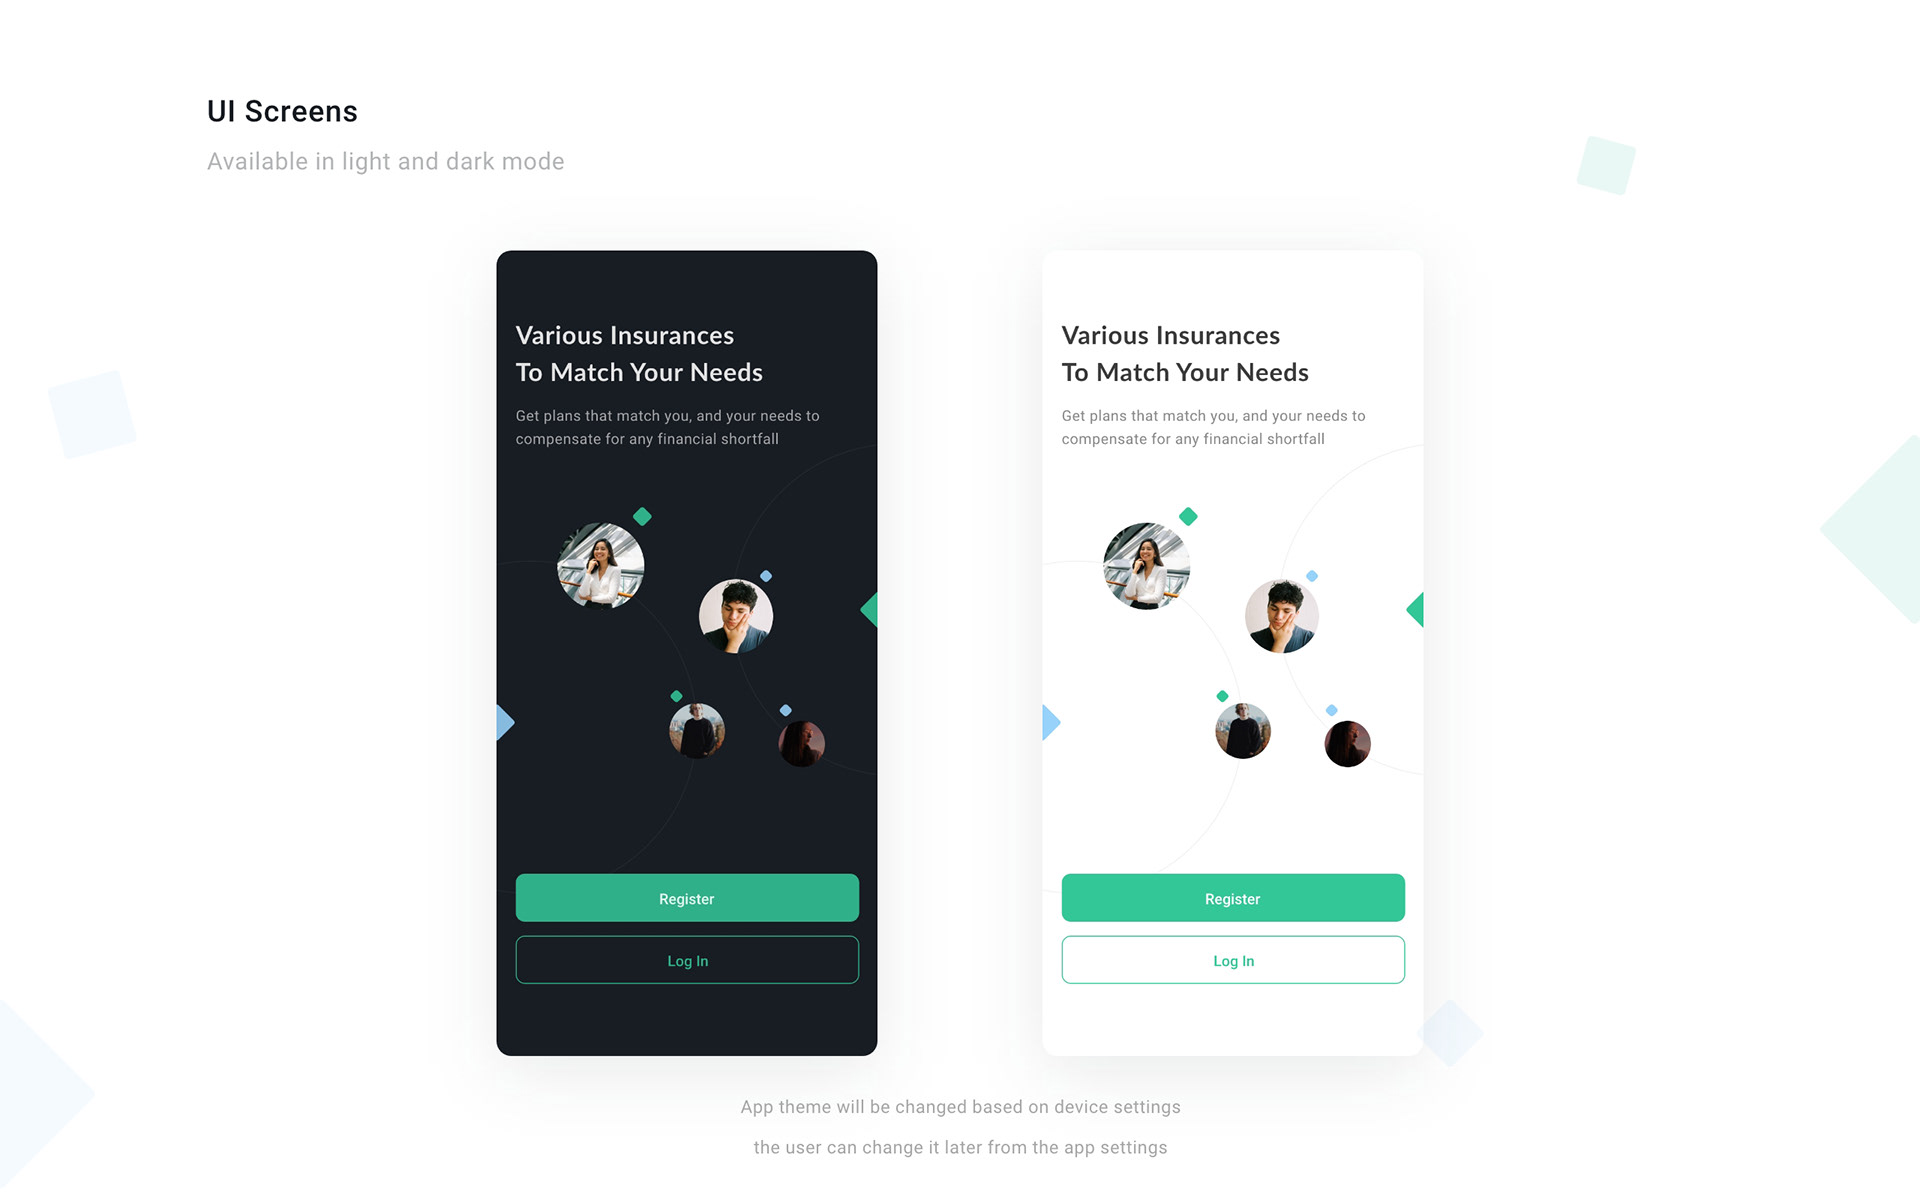 UI Screens
Available in light and dark mode
Various Insurances
To Match Your Needs
Get plans that match you, and your needs to
compensate for any financial shortfall
Register
Log In
Various Insurances
To Match Your Needs
Get plans that match you, and your needs to
compensate for any financial shortfall
Register
Log In
App theme will be changed based on device settings
the user can change it later from the app settings